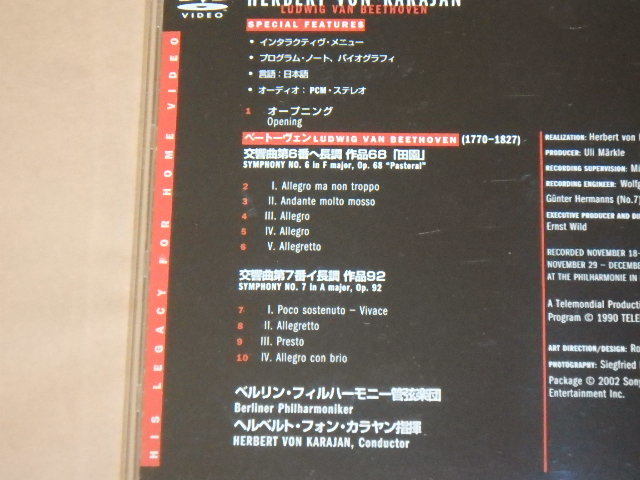 VIDEO
HERBERT VON KARAJAN
LUDWIG VAN BEETHOVEN
SPECIAL FEATURES
• インタラクティヴ・メニュー
• プログラム・ノート、バイオグラフィ
• 言語：日本語
• オーディオ：PCM・ステレオ
1 オープニング
Opening
ベートーヴェン LUDWIG VAN BEETHOVEN (1770–1827)
交響曲第6番ヘ長調 作品68「田園」
SYMPHONY NO. 6 in F major, Op. 68 "Pastoral"
2 I. Allegro ma non troppo
3 II. Andante molto mosso
4 III. Allegro
5 IV. Allegro
6 V. Allegretto
交響曲第7番イ長調 作品92
SYMPHONY NO. 7 in A major, Op. 92
7 I. Poco sostenuto – Vivace
8 II. Allegretto
9 III. Presto
10 IV. Allegro con brio
ベルリン・フィルハーモニー管弦楽団
Berliner Philharmoniker
ヘルベルト・フォン・カラヤン指揮
HERBERT VON KARAJAN, Conductor
HIS LEGACY FOR HOME VIDEO
REALIZATION: Herbert von
PRODUCER: Uli Märkle
RECORDING SUPERVISION: Mi
RECORDING ENGINEER: Wolfg
Günter Hermanns (No.7)
EXECUTIVE PRODUCER AND
Ernst Wild
RECORDED NOVEMBER 18-
NOVEMBER 29 – DECEMBE
AT THE PHILHARMONIE IN
A Telemondial Productio
Program © 1990 TELE
ART DIRECTION/DESIGN: Ro
PHOTOGRAPHY: Siegfried
Package © 2002 Son
Entertainment Inc.